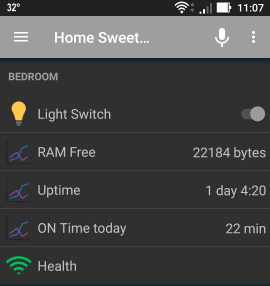 32° 11:07
Home Sweet...
BEDROOM
Light Switch
RAM Free 22184 bytes
Uptime 1 day 4:20
ON Time today 22 min
Health